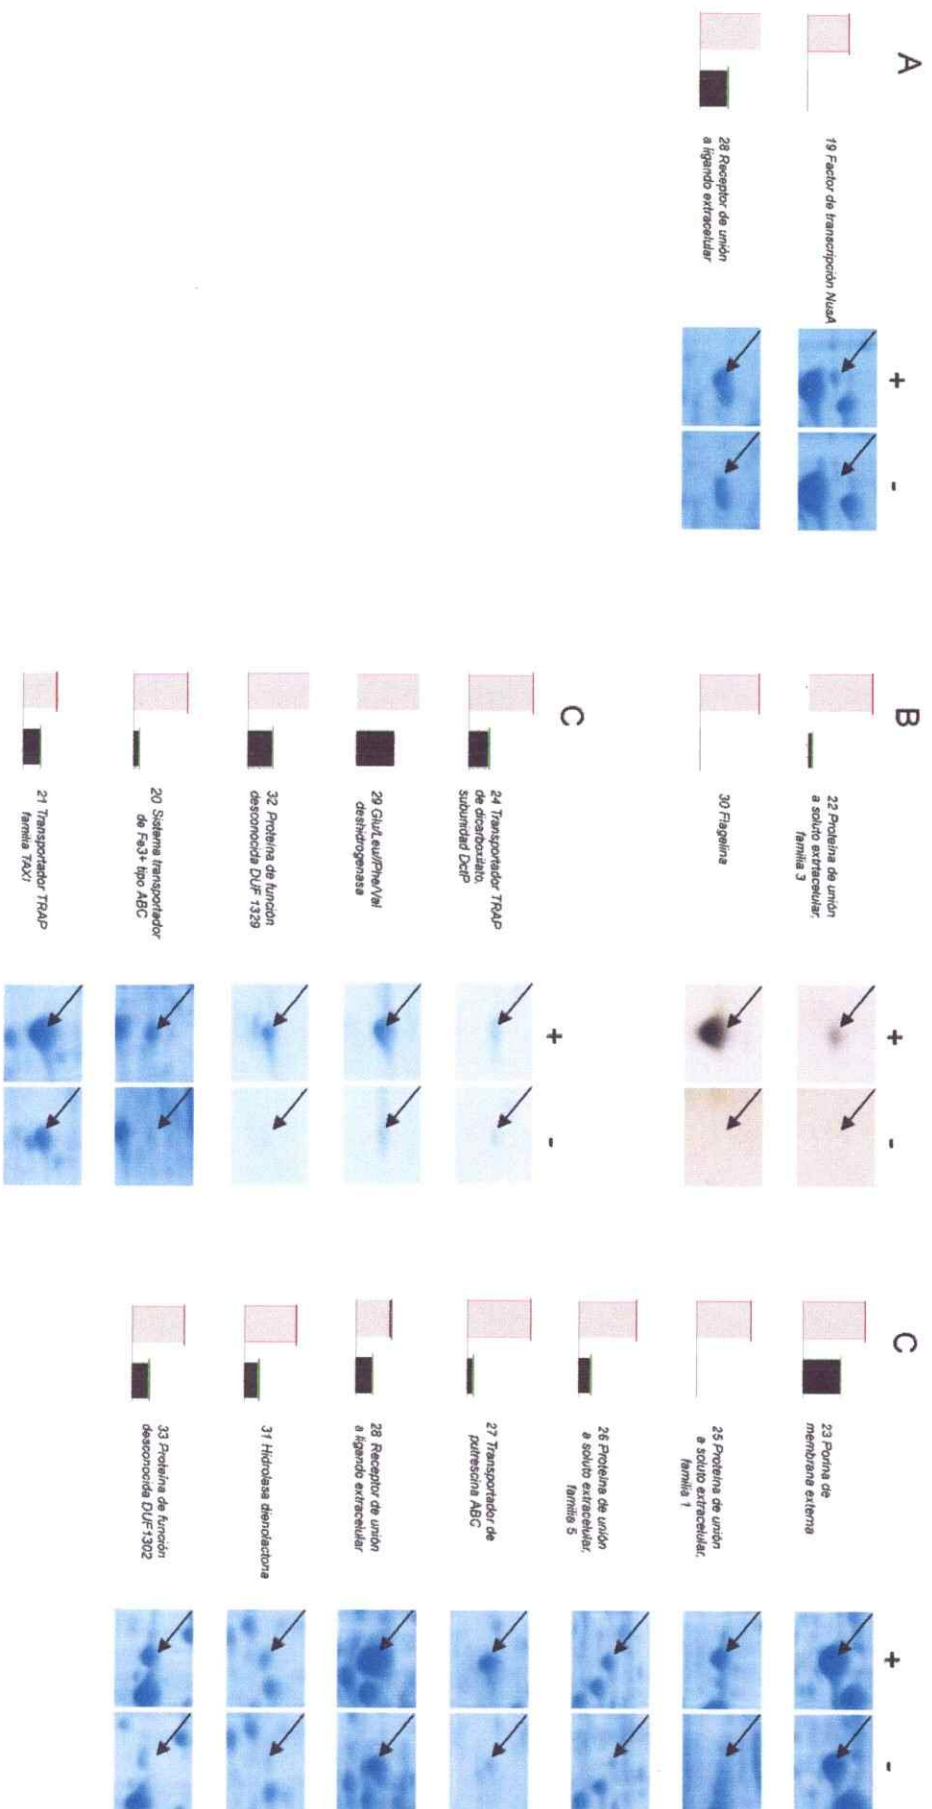 A
+
-
19 Factor de transcripción NusA
28 Receptor de unión
a ligando extracelular
B
+
-
22 Proteína de unión
a soluto extrtacelular,
familia 3
30 Flagelina
C
+
-
24 Transportador TRAP
de dicarboxilato,
subunidad DctP
29 Glu/Leu/Phe/Val
deshidrogenasa
32 Proteína de función
desconocida DUF 1329
20 Sistema transportador
de Fe3+ tipo ABC
21 Transportador TRAP
familia TAXI
C
+
-
23 Porina de
membrana externa
25 Proteína de unión
a soluto extracelular,
familia 1
26 Proteína de unión
a soluto extracelular,
familia 5
27 Transportador de
putrescina ABC
28 Receptor de unión
a ligando extracelular
31 Hidrolasa dienolactona
33 Proteína de función
desconocida DUF1302